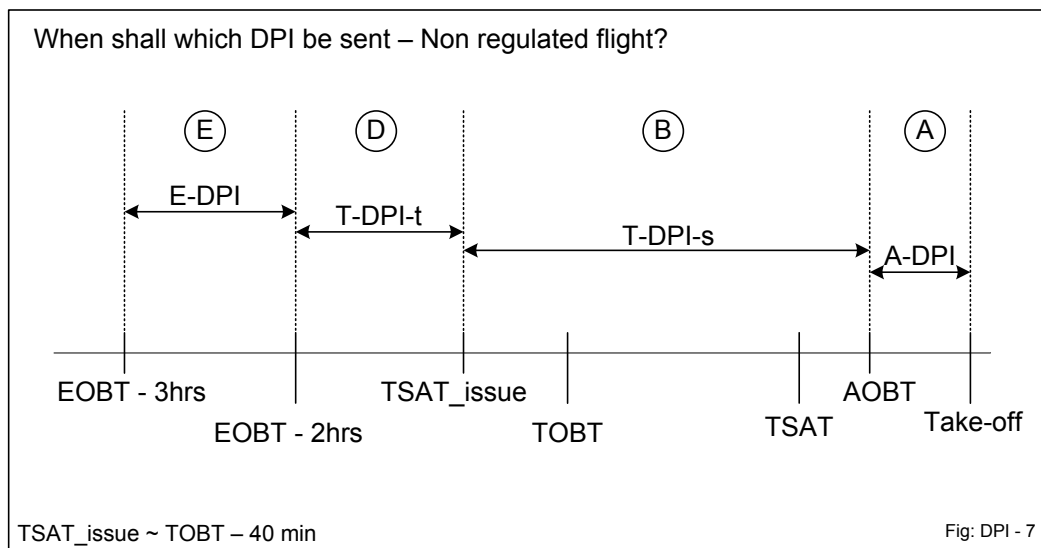 When shall which DPI be sent – Non regulated flight?
E D B A
E-DPI
T-DPI-t
T-DPI-s
A-DPI
EOBT - 3hrs
EOBT - 2hrs
TSAT_issue
TOBT
TSAT
AOBT
Take-off
TSAT_issue ~ TOBT – 40 min
Fig: DPI - 7